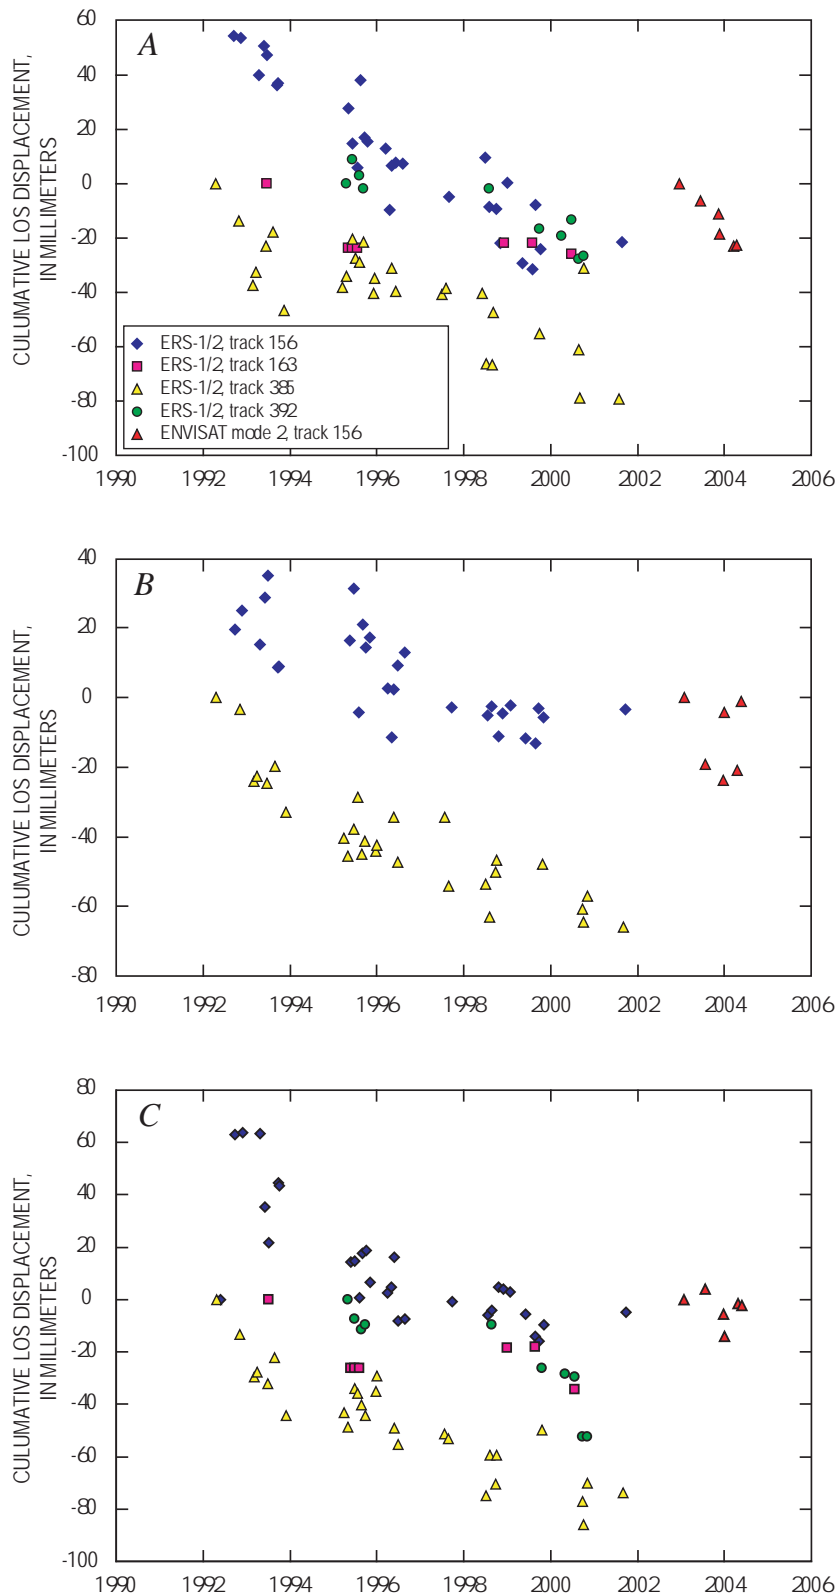 A
60
40
20
0
-20
-40
-60
-80
-100
CULUMATIVE LOS DISPLACEMENT,
IN MILLIMETERS
ERS-1/2, track 156
ERS-1/2, track 163
ERS-1/2, track 385
ERS-1/2, track 392
ENVISAT mode 2, track 156
1990 1992 1994 1996 1998 2000 2002 2004 2006
B
40
20
0
-20
-40
-60
-80
CULUMATIVE LOS DISPLACEMENT,
IN MILLIMETERS
1990 1992 1994 1996 1998 2000 2002 2004 2006
C
80
60
40
20
0
-20
-40
-60
-80
-100
CULUMATIVE LOS DISPLACEMENT,
IN MILLIMETERS
1990 1992 1994 1996 1998 2000 2002 2004 2006